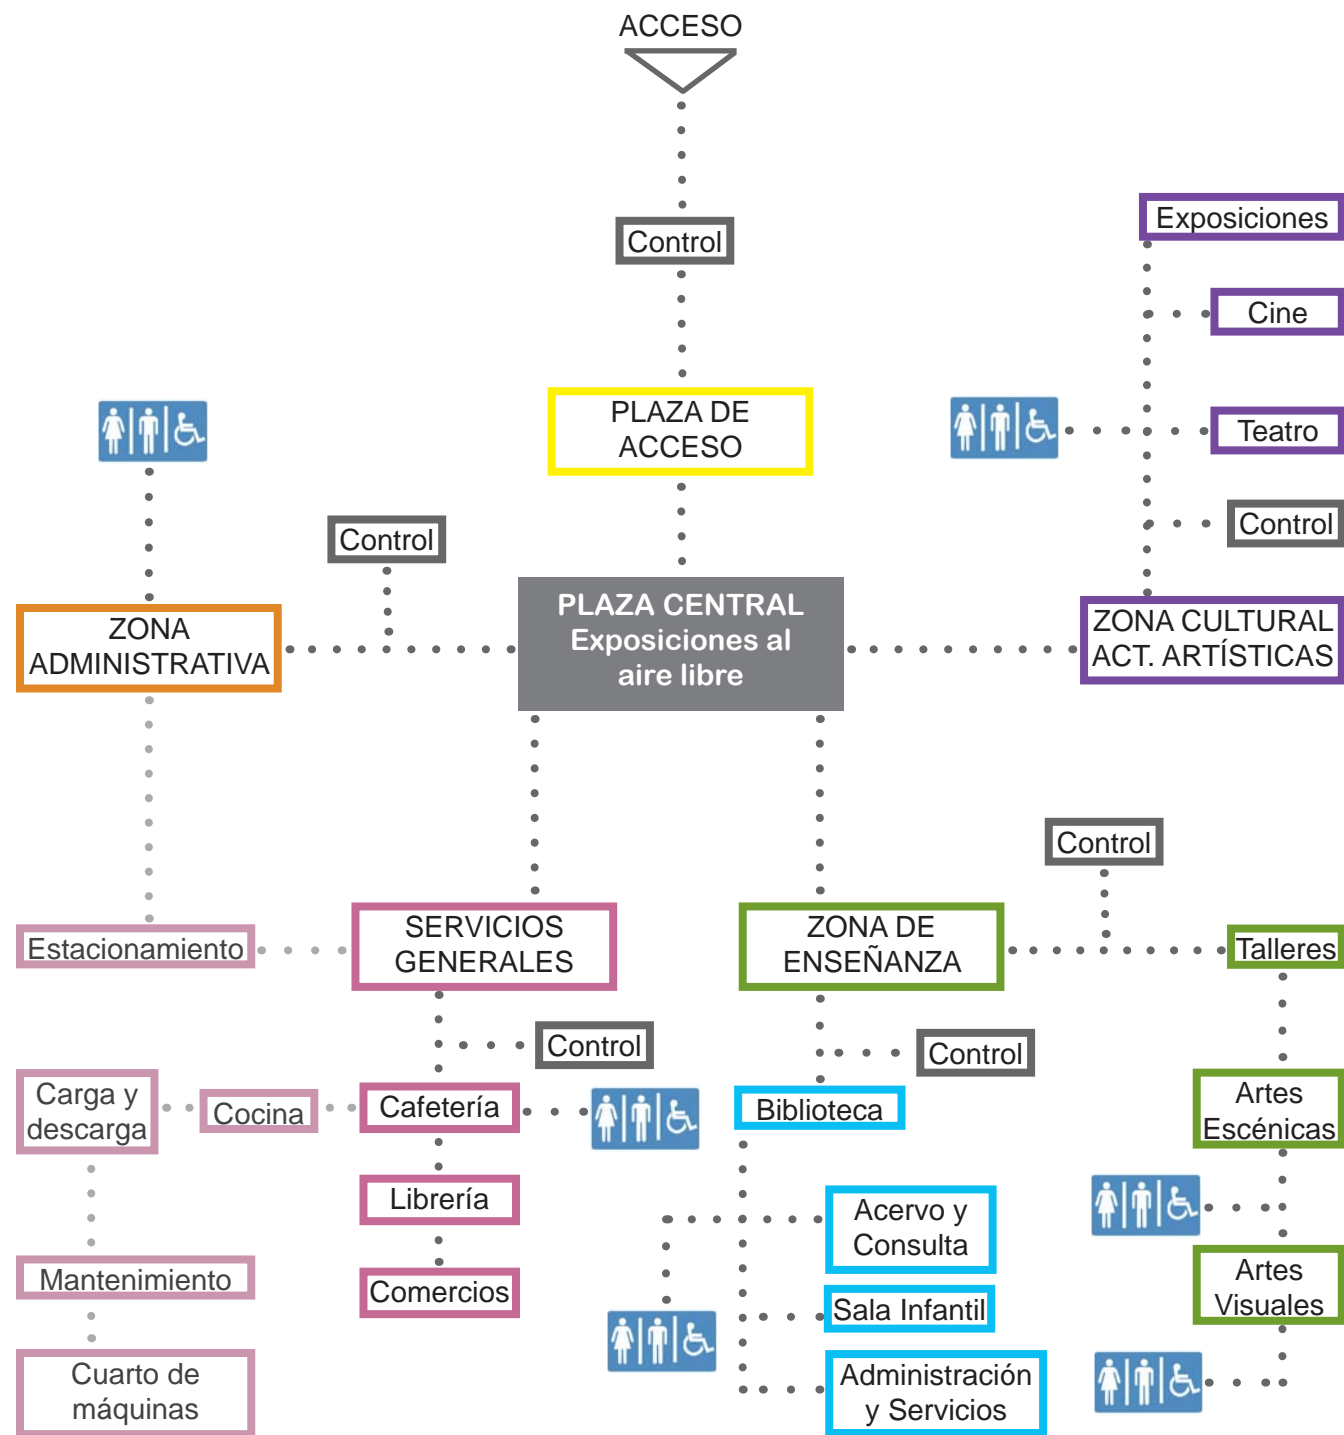 ACCESO
Control
Exposiciones
Cine
PLAZA DE
ACCESO
Teatro
Control
Control
PLAZA CENTRAL
Exposiciones al
aire libre
ZONA
ADMINISTRATIVA
ZONA CULTURAL
ACT. ARTÍSTICAS
Control
Estacionamiento
SERVICIOS
GENERALES
ZONA DE
ENSEÑANZA
Talleres
Control
Control
Carga y
descarga
Cocina
Cafetería
Biblioteca
Artes
Escénicas
Librería
Acervo y
Consulta
Mantenimiento
Comercios
Sala Infantil
Artes
Visuales
Cuarto de
máquinas
Administración
y Servicios